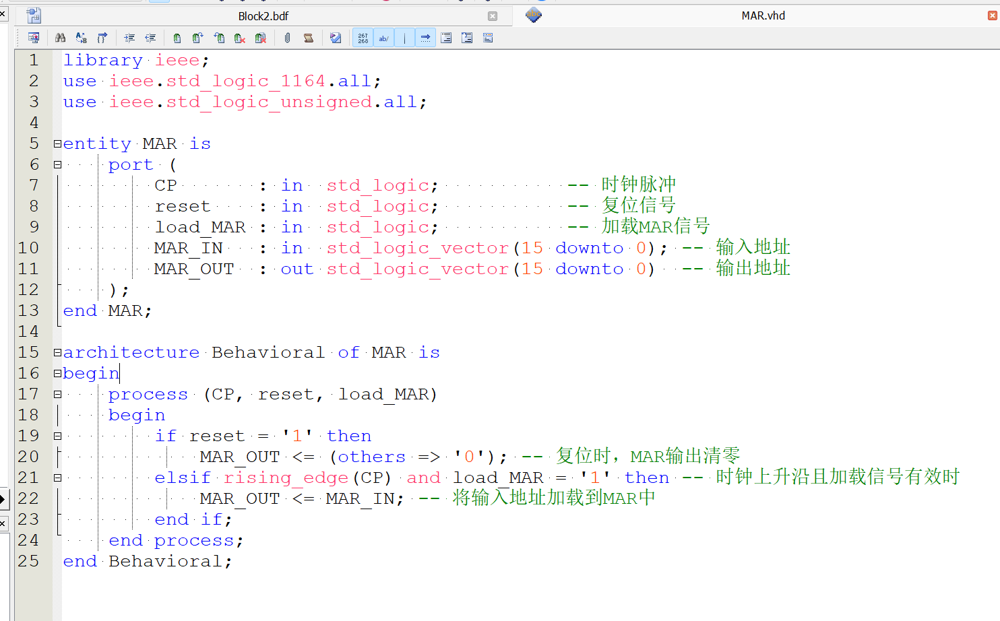 Block2.bdf
abc
MAR.vhd
267
268
ab/
1 library ieee;
2 use ieee.std_logic_1164.all;
3 use ieee.std_logic_unsigned.all;
4
5 entity MAR is
6     port (
7         CP       : in  std_logic;           -- 时钟脉冲
8         reset    : in  std_logic;           -- 复位信号
9         load_MAR : in  std_logic;           -- 加载MAR信号
10         MAR_IN   : in  std_logic_vector(15 downto 0); -- 输入地址
11         MAR_OUT  : out std_logic_vector(15 downto 0)  -- 输出地址
12     );
13 end MAR;
14
15 architecture Behavioral of MAR is
16 begin
17     process (CP, reset, load_MAR)
18     begin
19         if reset = '1' then
20             MAR_OUT <= (others => '0'); -- 复位时，MAR输出清零
21         elsif rising_edge(CP) and load_MAR = '1' then -- 时钟上升沿且加载信号有效时
22             MAR_OUT <= MAR_IN; -- 将输入地址加载到MAR中
23         end if;
24     end process;
25 end Behavioral;